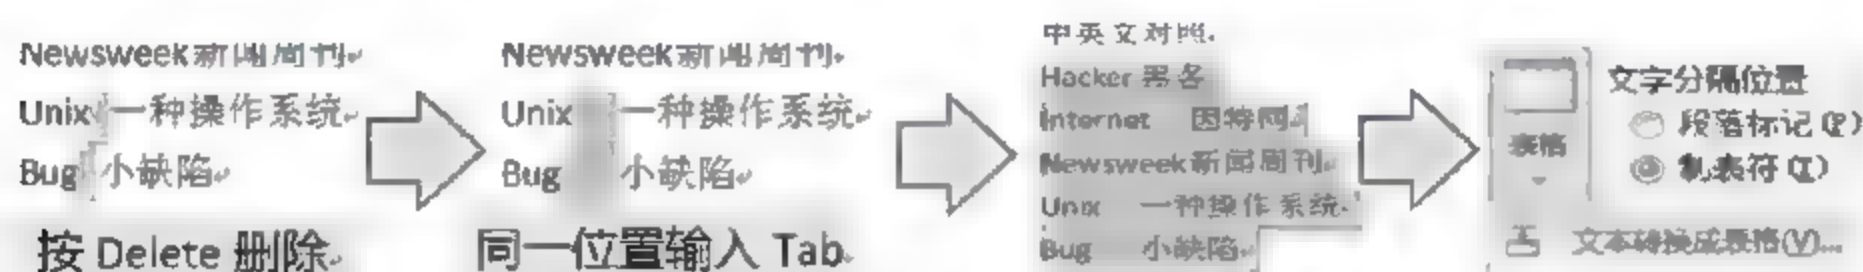 Newsweek新闻周刊
Unix 一种操作系统
Bug 小缺陷
按 Delete 删除
Newsweek新闻周刊
Unix 一种操作系统
Bug 小缺陷
同一位置输入 Tab
中英文对照
Hacker 黑客
Internet 因特网
Newsweek新闻周刊
Unix 一种操作系统
Bug 小缺陷
文字分隔位置
段落标记(P)
制表符(T)
表格
文本转换成表格(V)...